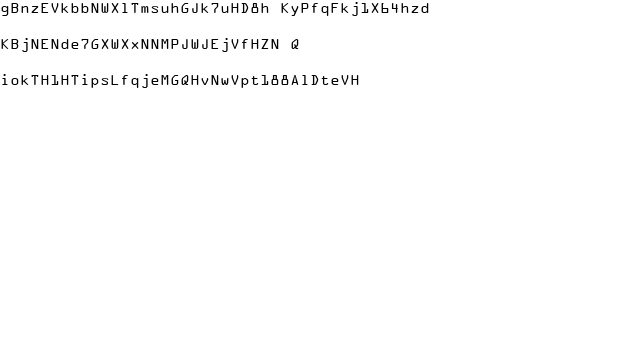 gBnzEVkbbNWXlTmsuhGJk7uHD8h KyPfqFkj1X64hzd
KBjNENde7GXWXxNNMPJWJEjVfHZN Q
iokTH1HTipsLfqjeMGQHvNwVpt188AlDteVH